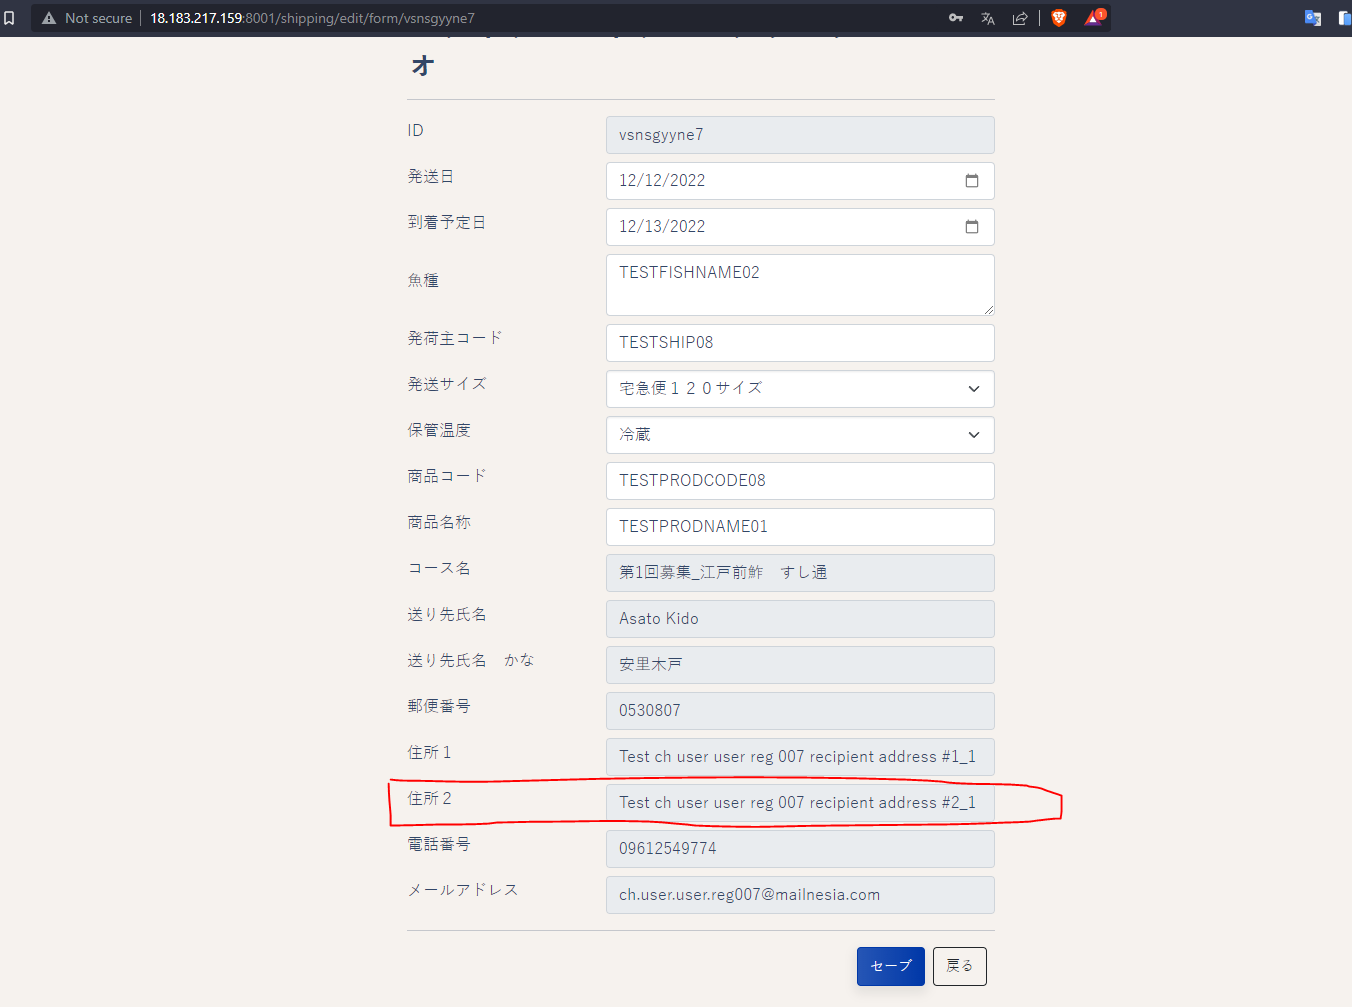 Not secure 18.183.217.159:8001/shipping/edit/form/vsnsgyyne7 1
オ
ID vsnsgyyne7
発送日 12/12/2022
到着予定日 12/13/2022
魚種 TESTFISHNAME02
発荷主コード TESTSHIP08
発送サイズ 宅急便１２０サイズ
保管温度 冷蔵
商品コード TESTPRODCODE08
商品名称 TESTPRODNAME01
コース名 第1回募集_江戸前鮓　すし通
送り先氏名 Asato Kido
送り先氏名　かな 安里木戸
郵便番号 0530807
住所１ Test ch user user reg 007 recipient address #1_1
住所２ Test ch user user reg 007 recipient address #2_1
電話番号 09612549774
メールアドレス ch.user.user.reg007@mailnesia.com
セーブ 戻る